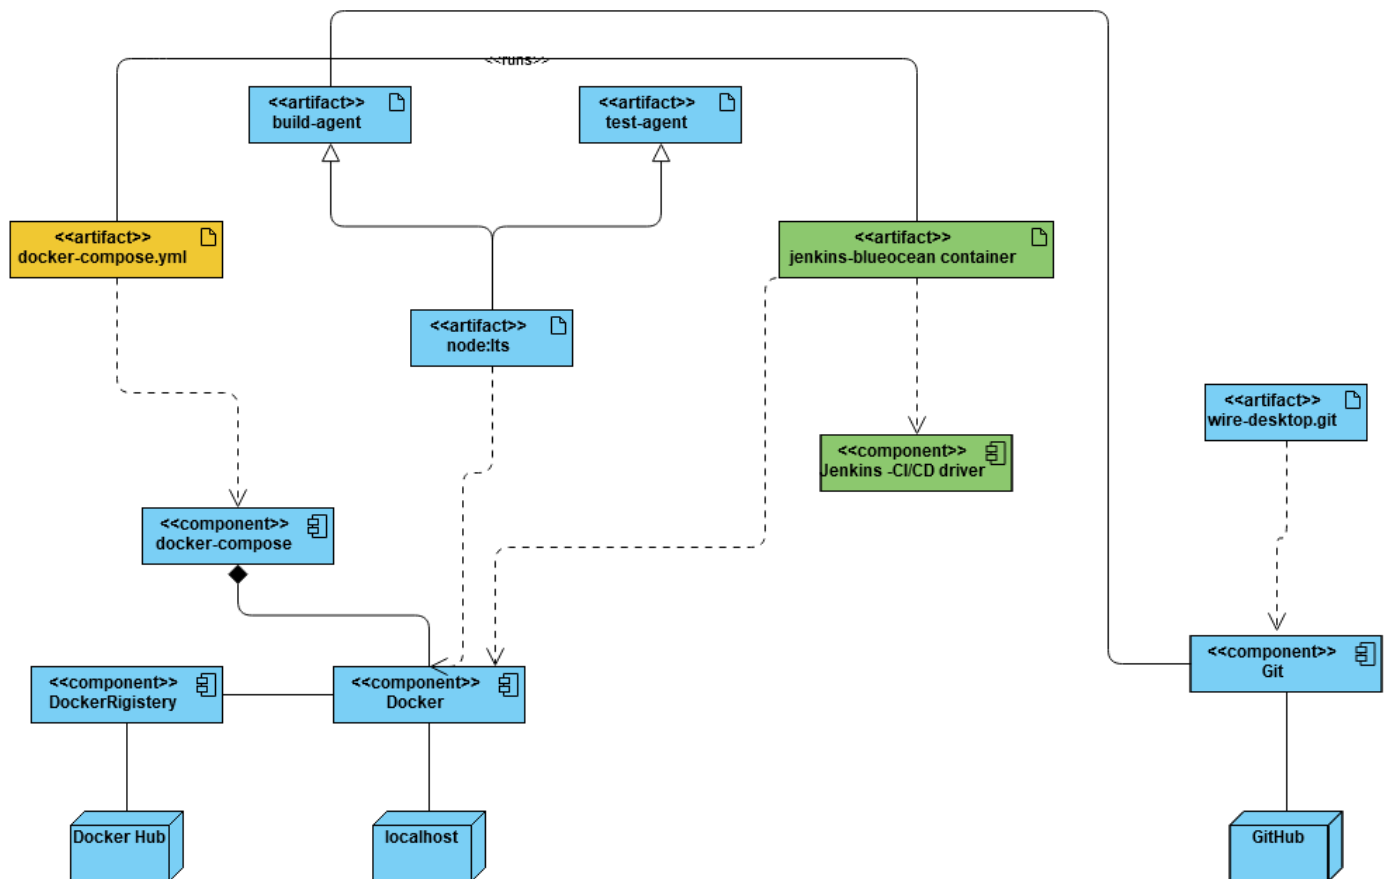 <<runs>>
<<artifact>>
build-agent
<<artifact>>
test-agent
<<artifact>>
docker-compose.yml
<<artifact>>
jenkins-blueocean container
<<artifact>>
node:lts
<<artifact>>
wire-desktop.git
<<component>>
Jenkins -CI/CD driver
<<component>>
docker-compose
<<component>>
Git
<<component>>
DockerRigistery
<<component>>
Docker
Docker Hub
localhost
GitHub